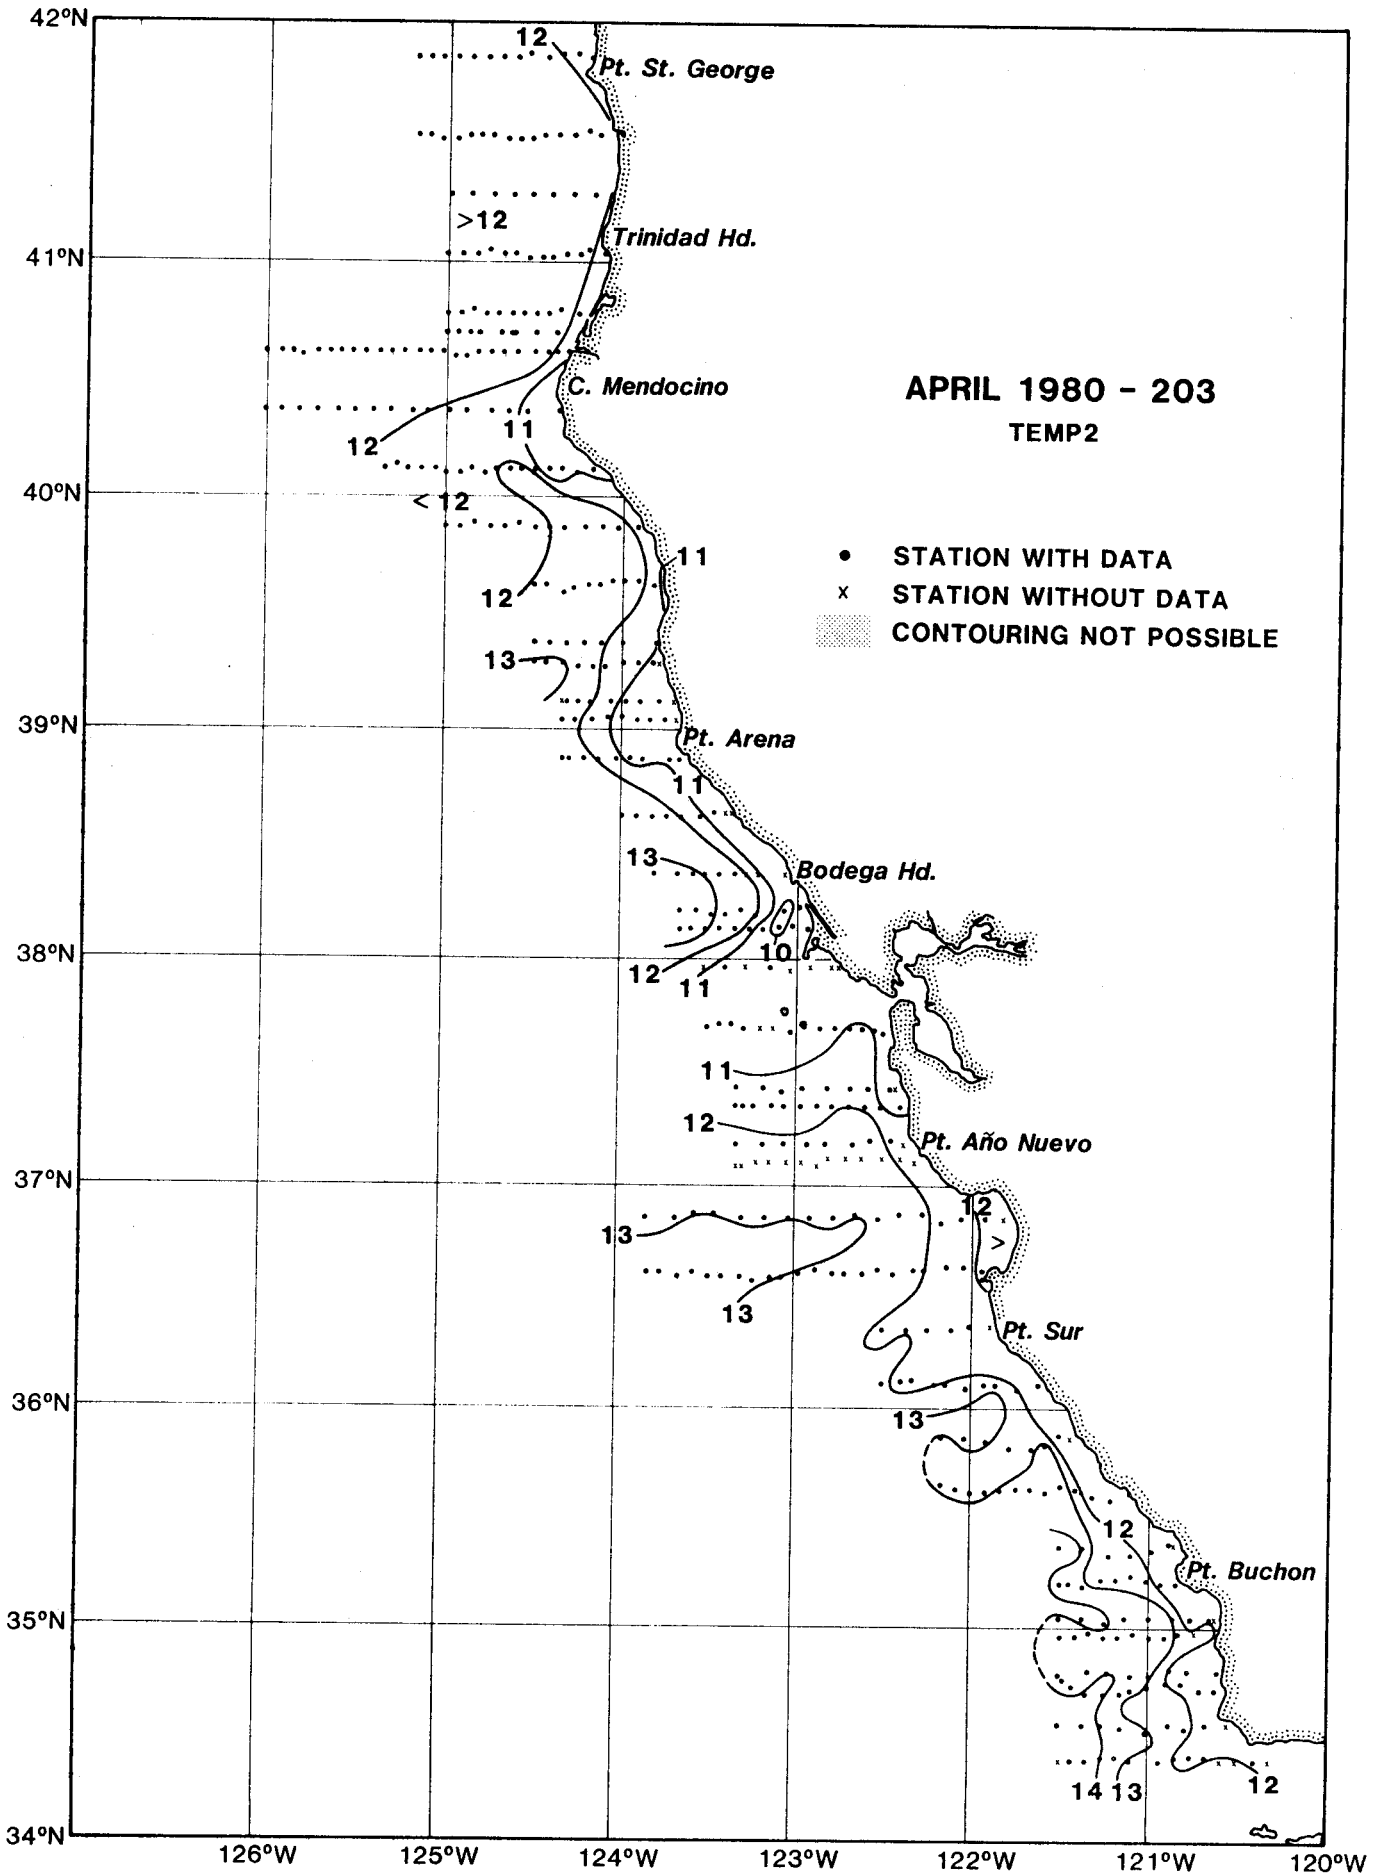 42°N
12
Pt. St. George
>12
Trinidad Hd.
41°N
C. Mendocino
APRIL 1980 - 203
TEMP2
11
12
40°N
< 12
11
● STATION WITH DATA
x STATION WITHOUT DATA
CONTOURING NOT POSSIBLE
12
13
39°N
Pt. Arena
11
13
Bodega Hd.
38°N
10
12
11
11
12
Pt. Año Nuevo
37°N
12
13
>
13
Pt. Sur
36°N
13
12
Pt. Buchon
35°N
14
13
12
34°N
126°W
125°W
124°W
123°W
122°W
121°W
120°W